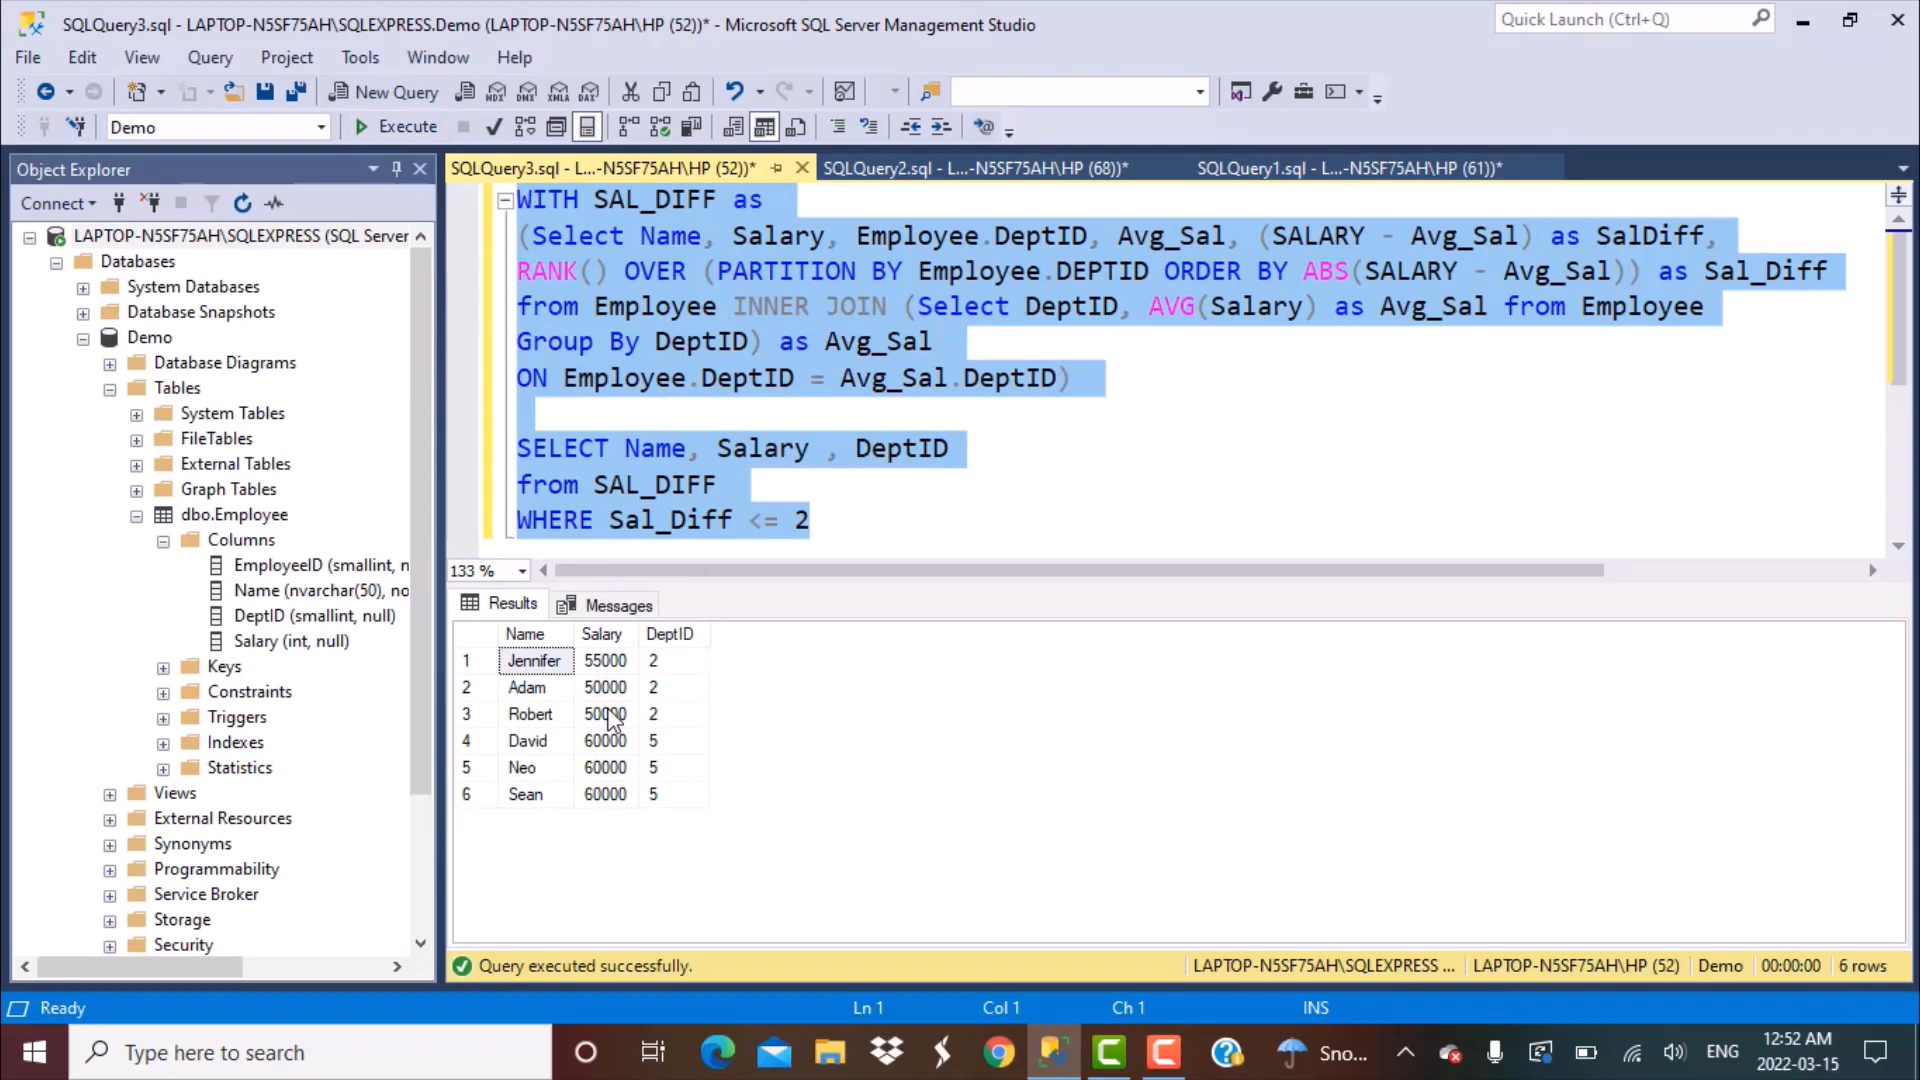 SQLQuery3.sql - LAPTOP-N5SF75AH\SQLEXPRESS.Demo (LAPTOP-N5SF75AH\HP (52))* - Microsoft SQL Server Management Studio
Quick Launch (Ctrl+Q)
File Edit View Query Project Tools Window Help
New Query MDX DMX XMLA DAX
Demo Execute
Object Explorer
SQLQuery3.sql - L...-N5SF75AH\HP (52))* SQLQuery2.sql - L...-N5SF75AH\HP (68))* SQLQuery1.sql - L...-N5SF75AH\HP (61))*
Connect
LAPTOP-N5SF75AH\SQLEXPRESS (SQL Server
Databases
System Databases
Database Snapshots
Demo
Database Diagrams
Tables
System Tables
FileTables
External Tables
Graph Tables
dbo.Employee
Columns
EmployeeID (smallint, n
Name (nvarchar(50), no
DeptID (smallint, null)
Salary (int, null)
Keys
Constraints
Triggers
Indexes
Statistics
Views
External Resources
Synonyms
Programmability
Service Broker
Storage
Security
WITH SAL_DIFF as
(Select Name, Salary, Employee.DeptID, Avg_Sal, (SALARY - Avg_Sal) as SalDiff,
RANK() OVER (PARTITION BY Employee.DEPTID ORDER BY ABS(SALARY - Avg_Sal)) as Sal_Diff
from Employee INNER JOIN (Select DeptID, AVG(Salary) as Avg_Sal from Employee
Group By DeptID) as Avg_Sal
ON Employee.DeptID = Avg_Sal.DeptID)
SELECT Name, Salary , DeptID
from SAL_DIFF
WHERE Sal_Diff <= 2
133 %
Results Messages
Name Salary DeptID
1 Jennifer 55000 2
2 Adam 50000 2
3 Robert 50000 2
4 David 60000 5
5 Neo 60000 5
6 Sean 60000 5
Query executed successfully. LAPTOP-N5SF75AH\SQLEXPRESS ... LAPTOP-N5SF75AH\HP (52) Demo 00:00:00 6 rows
Ready Ln 1 Col 1 Ch 1 INS
Type here to search Sno... ENG 12:52 AM
2022-03-15